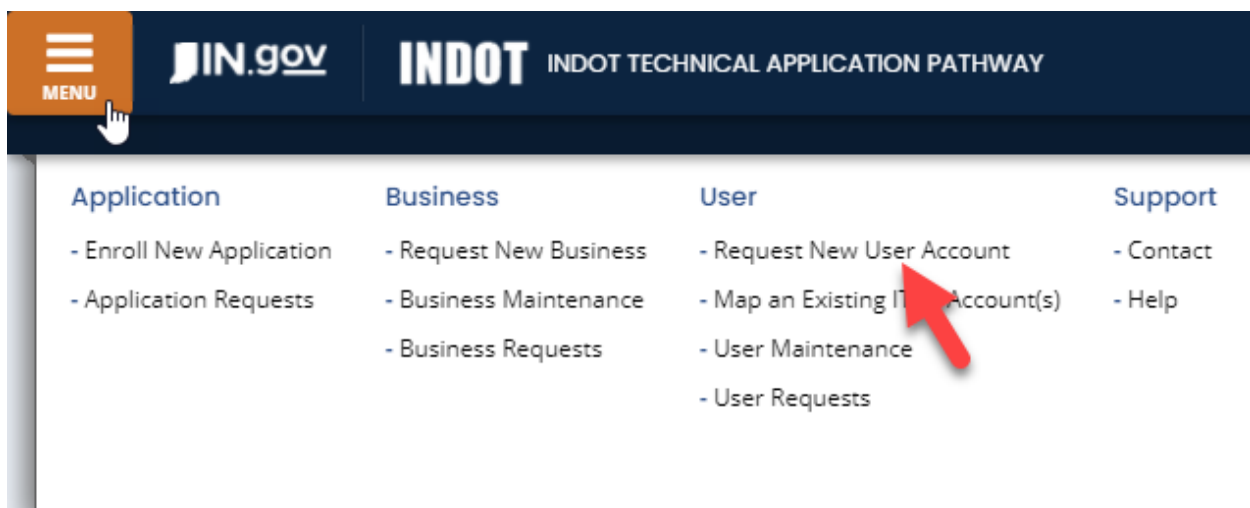 MENU
IN.gov
INDOT
INDOT TECHNICAL APPLICATION PATHWAY
Application
- Enroll New Application
- Application Requests
Business
- Request New Business
- Business Maintenance
- Business Requests
User
- Request New User Account
- Map an Existing Account(s)
- User Maintenance
- User Requests
Support
- Contact
- Help